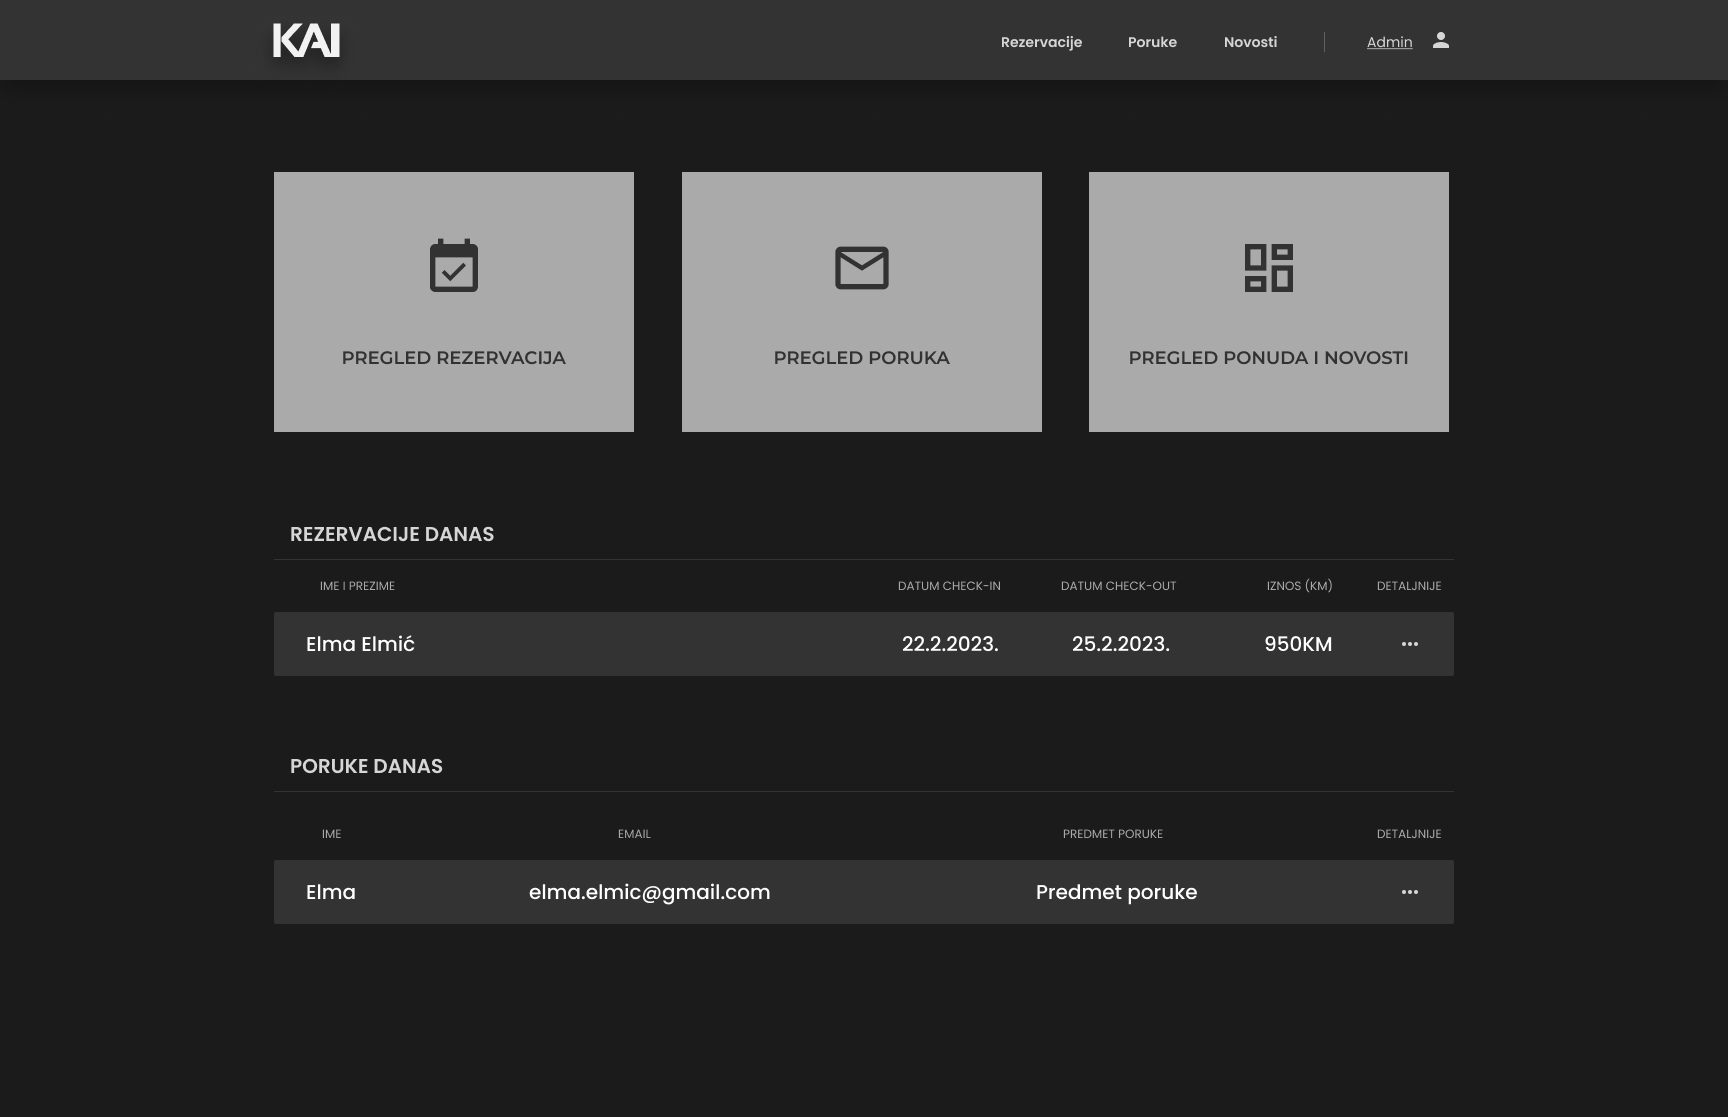 KAI
Rezervacije Poruke Novosti Admin
PREGLED REZERVACIJA
PREGLED PORUKA
PREGLED PONUDA I NOVOSTI
REZERVACIJE DANAS
IME I PREZIME DATUM CHECK-IN DATUM CHECK-OUT IZNOS (KM) DETALJNIJE
Elma Elmić 22.2.2023. 25.2.2023. 950KM ···
PORUKE DANAS
IME EMAIL PREDMET PORUKE DETALJNIJE
Elma elma.elmic@gmail.com Predmet poruke ···